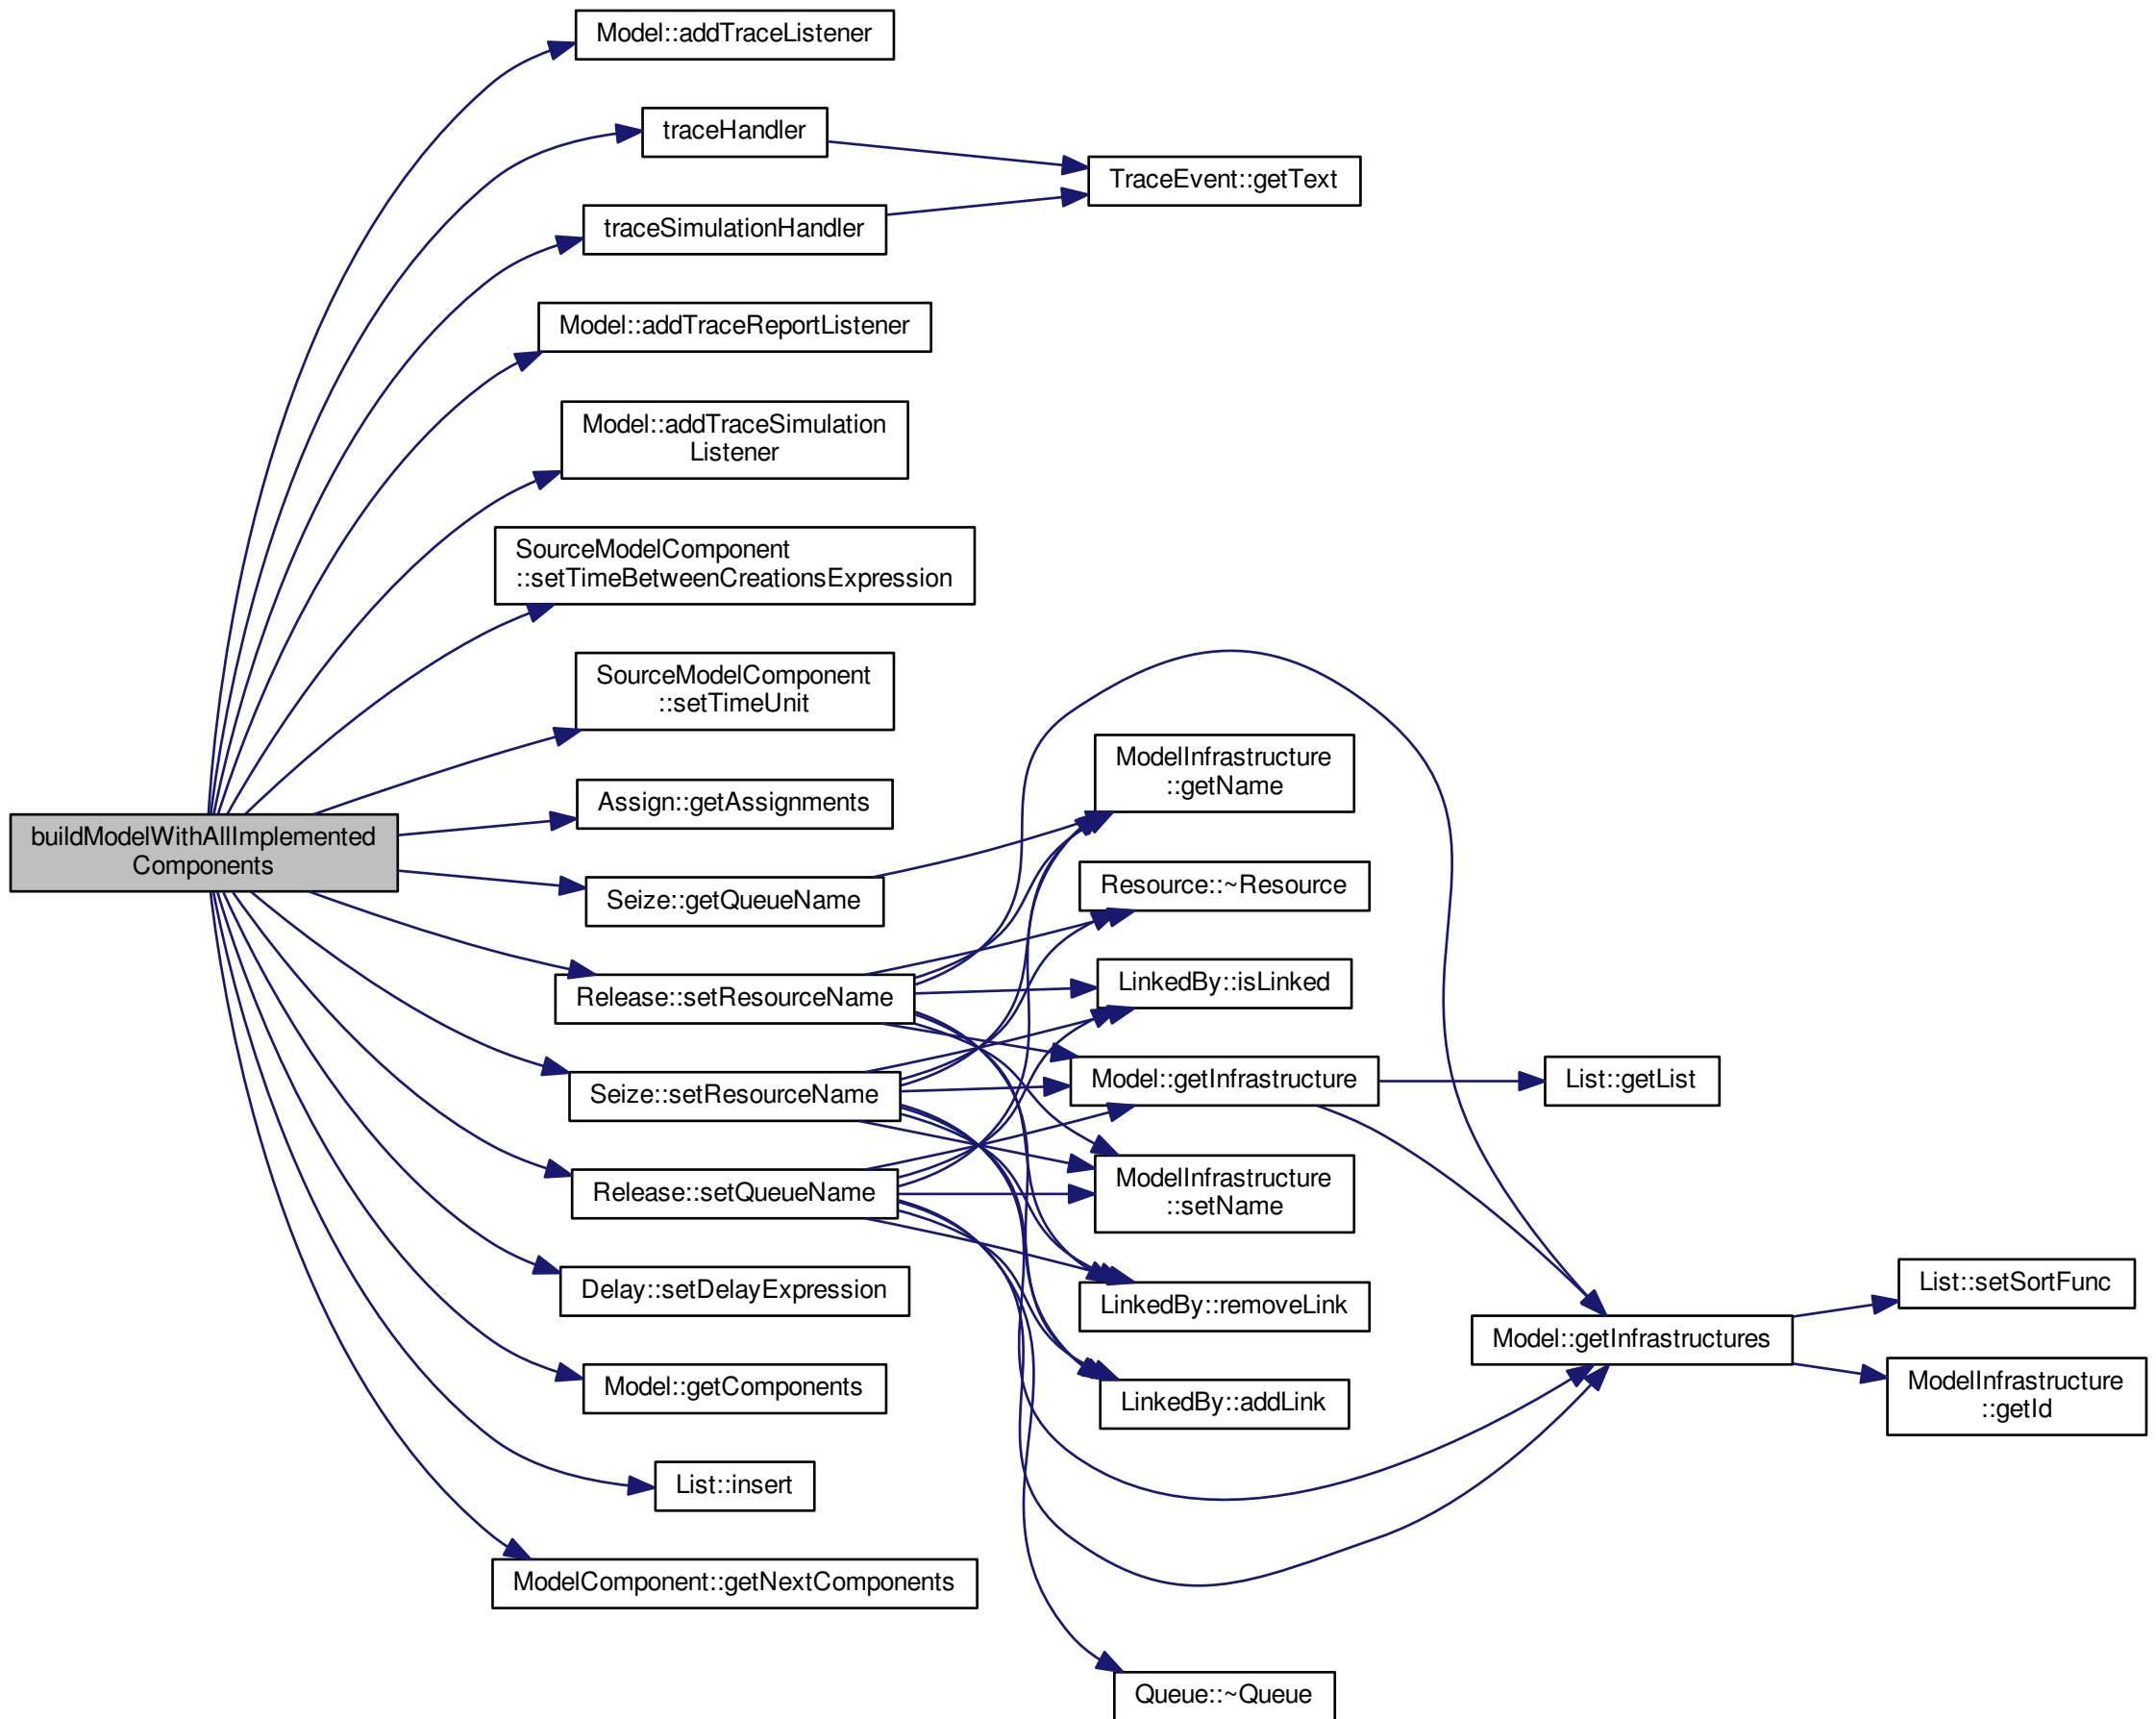 Model::addTraceListener
traceHandler
TraceEvent::getText
traceSimulationHandler
Model::addTraceReportListener
Model::addTraceSimulation
Listener
SourceModelComponent
::setTimeBetweenCreationsExpression
SourceModelComponent
::setTimeUnit
ModelInfrastructure
::getName
Assign::getAssignments
buildModelWithAllImplemented
Components
Seize::getQueueName
Resource::~Resource
Release::setResourceName
LinkedBy::isLinked
Seize::setResourceName
Model::getInfrastructure
List::getList
Release::setQueueName
ModelInfrastructure
::setName
Delay::setDelayExpression
LinkedBy::removeLink
List::setSortFunc
Model::getInfrastructures
Model::getComponents
LinkedBy::addLink
ModelInfrastructure
::getId
List::insert
ModelComponent::getNextComponents
Queue::~Queue